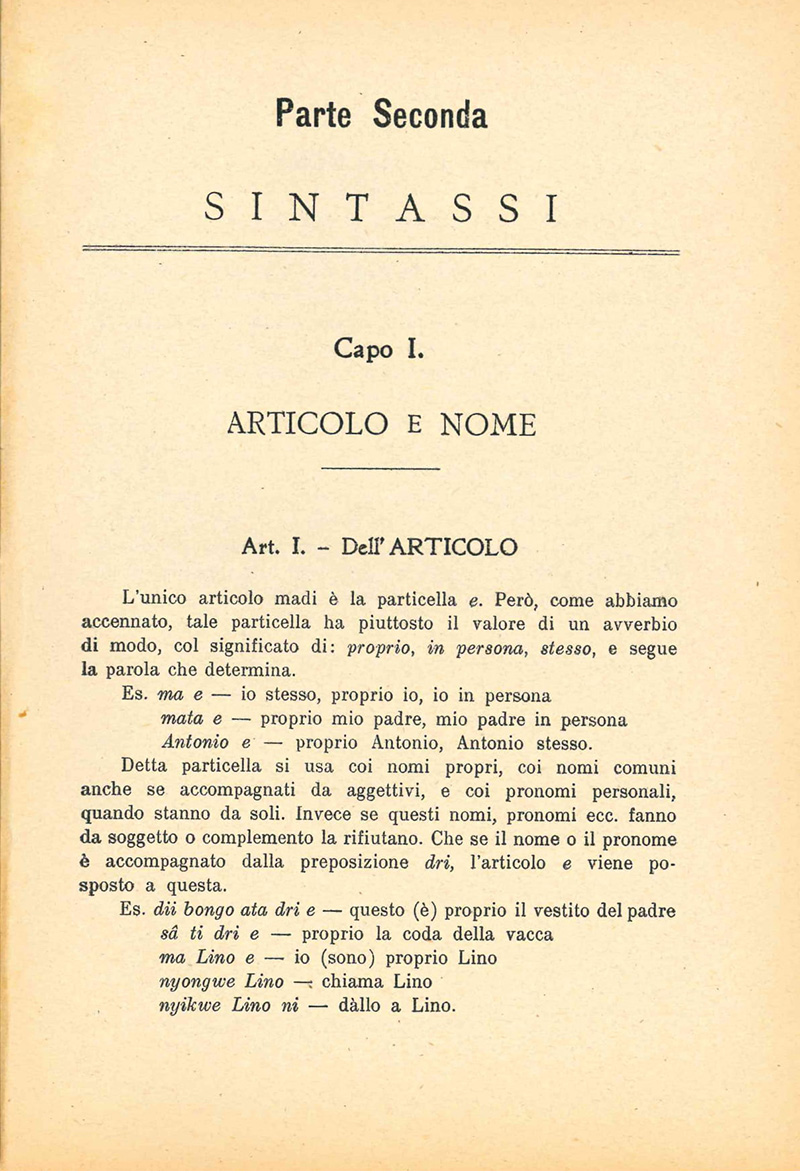 Parte Seconda
SINTASSI
Capo I.
ARTICOLO E NOME
Art. I. - Dell' ARTICOLO
L'unico articolo madi è la particella e. Però, come abbiamo
accennato, tale particella ha piuttosto il valore di un avverbio
di modo, col significato di: proprio, in persona, stesso, e segue
la parola che determina.
Es. ma e — io stesso, proprio io, io in persona
mata e — proprio mio padre, mio padre in persona
Antonio e — proprio Antonio, Antonio stesso.
Detta particella si usa coi nomi propri, coi nomi comuni
anche se accompagnati da aggettivi, e coi pronomi personali,
quando stanno da soli. Invece se questi nomi, pronomi ecc. fanno
da soggetto o complemento la rifiutano. Che se il nome o il pronome
è accompagnato dalla preposizione dri, l'articolo e viene po-
sposto a questa.
Es. dii bongo ata dri e — questo (è) proprio il vestito del padre
sâ ti dri e — proprio la coda della vacca
ma Lino e — io (sono) proprio Lino
nyongwe Lino — chiama Lino
nyikwe Lino ni — dàllo a Lino.